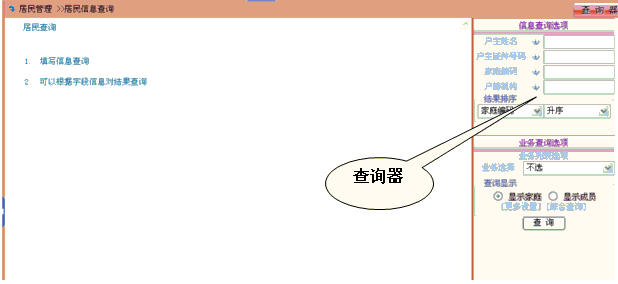 居民管理 >>居民信息查询
查 询 器
居民查询
1. 填写信息查询
2 可以根据字段信息对结果查询
信息查询选项
户主姓名
户主证件号码
家庭编码
户籍机构
结果排序
家庭编码 升序
业务查询选项
业务列表选项
业务选择 不选
查询显示
显示家庭 显示成员
[更多设置] [综合查询]
查 询
查询器